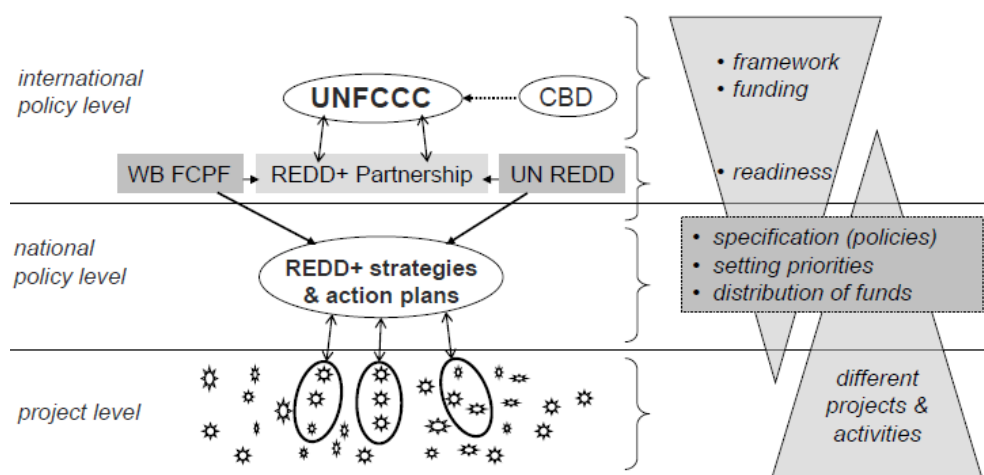 international
policy level
UNFCCC
CBD
• framework
• funding
WB FCPF
REDD+ Partnership
UN REDD
• readiness
national
policy level
REDD+ strategies
& action plans
• specification (policies)
• setting priorities
• distribution of funds
project level
different
projects &
activities